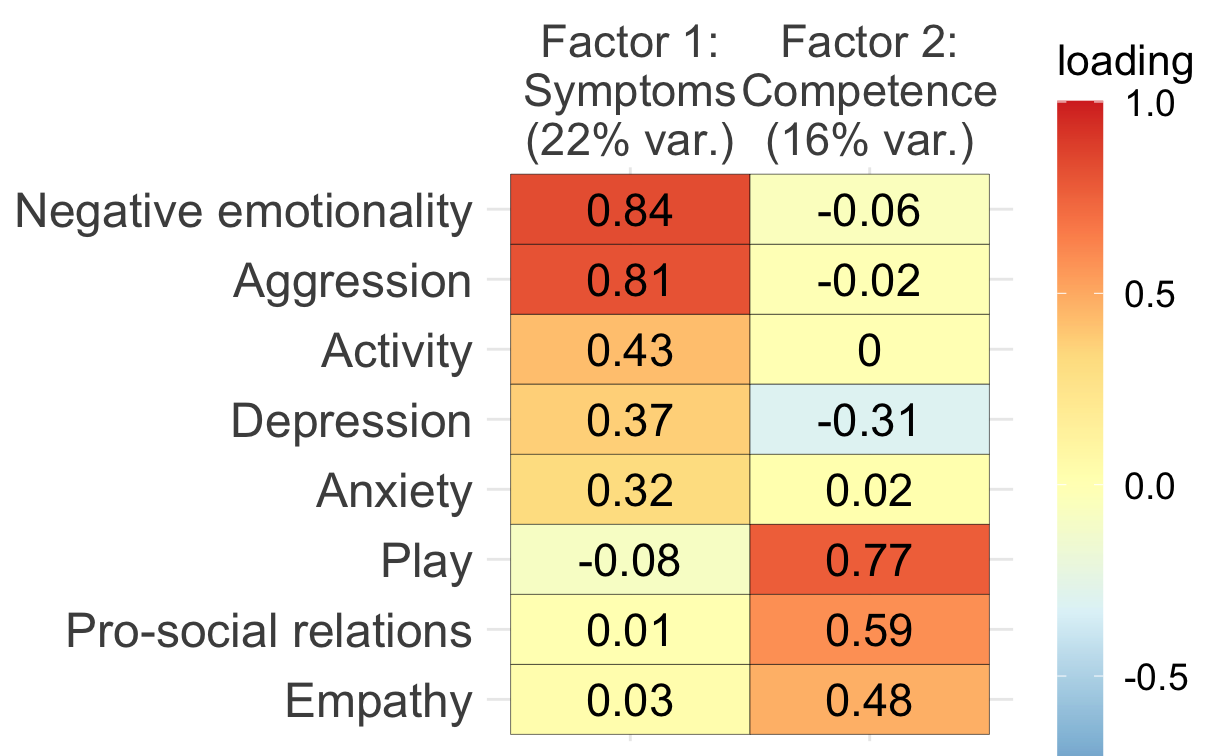 Factor 1: Factor 2:
Symptoms Competence
(22% var.) (16% var.)
loading
1.0
0.5
0.0
-0.5
Negative emotionality 0.84 -0.06
Aggression 0.81 -0.02
Activity 0.43 0
Depression 0.37 -0.31
Anxiety 0.32 0.02
Play -0.08 0.77
Pro-social relations 0.01 0.59
Empathy 0.03 0.48